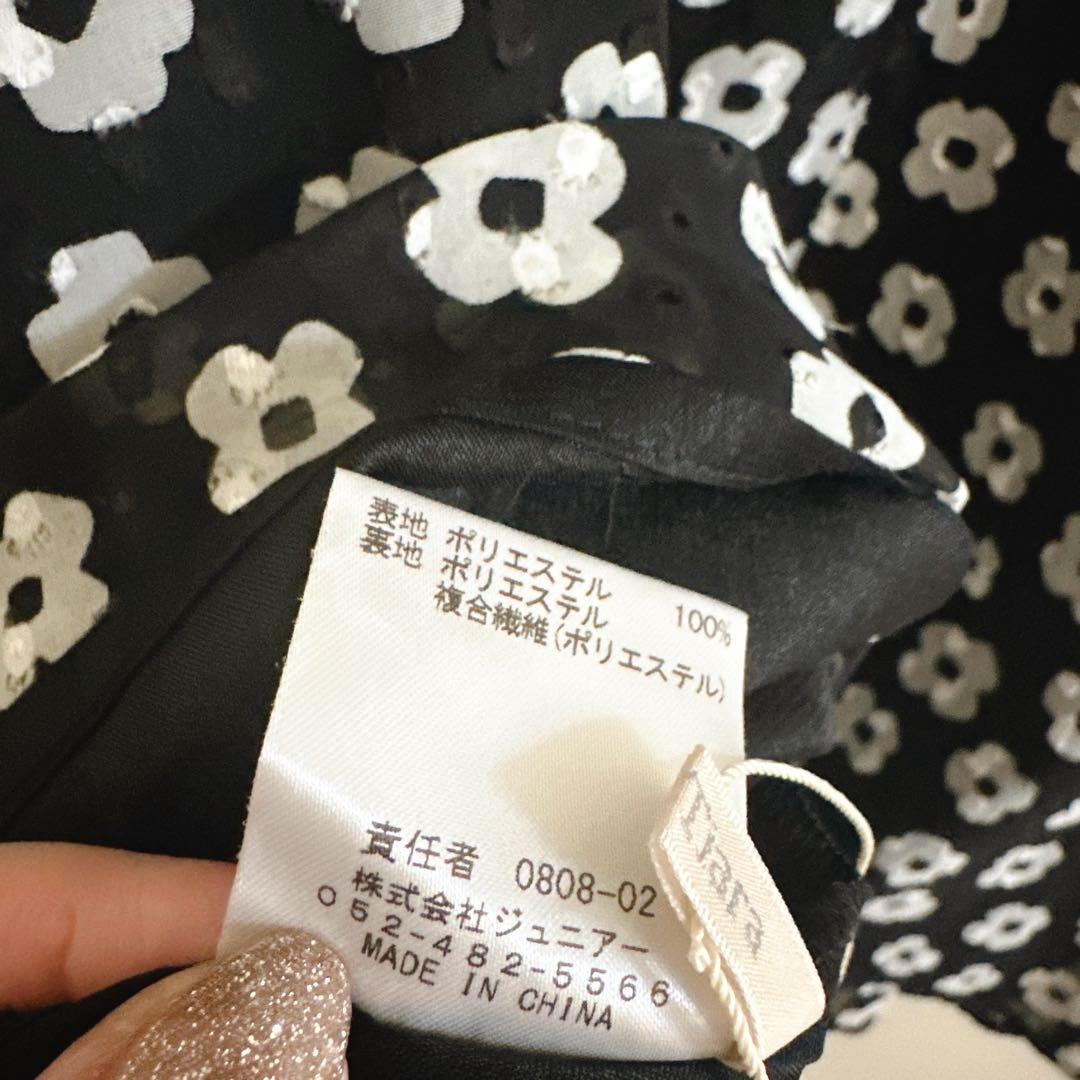 表地 ポリエステル 100%
裏地 ポリエステル
複合繊維(ポリエステル)
責任者 0808-02
株式会社ジュニアー
052-482-5566
MADE IN CHINA